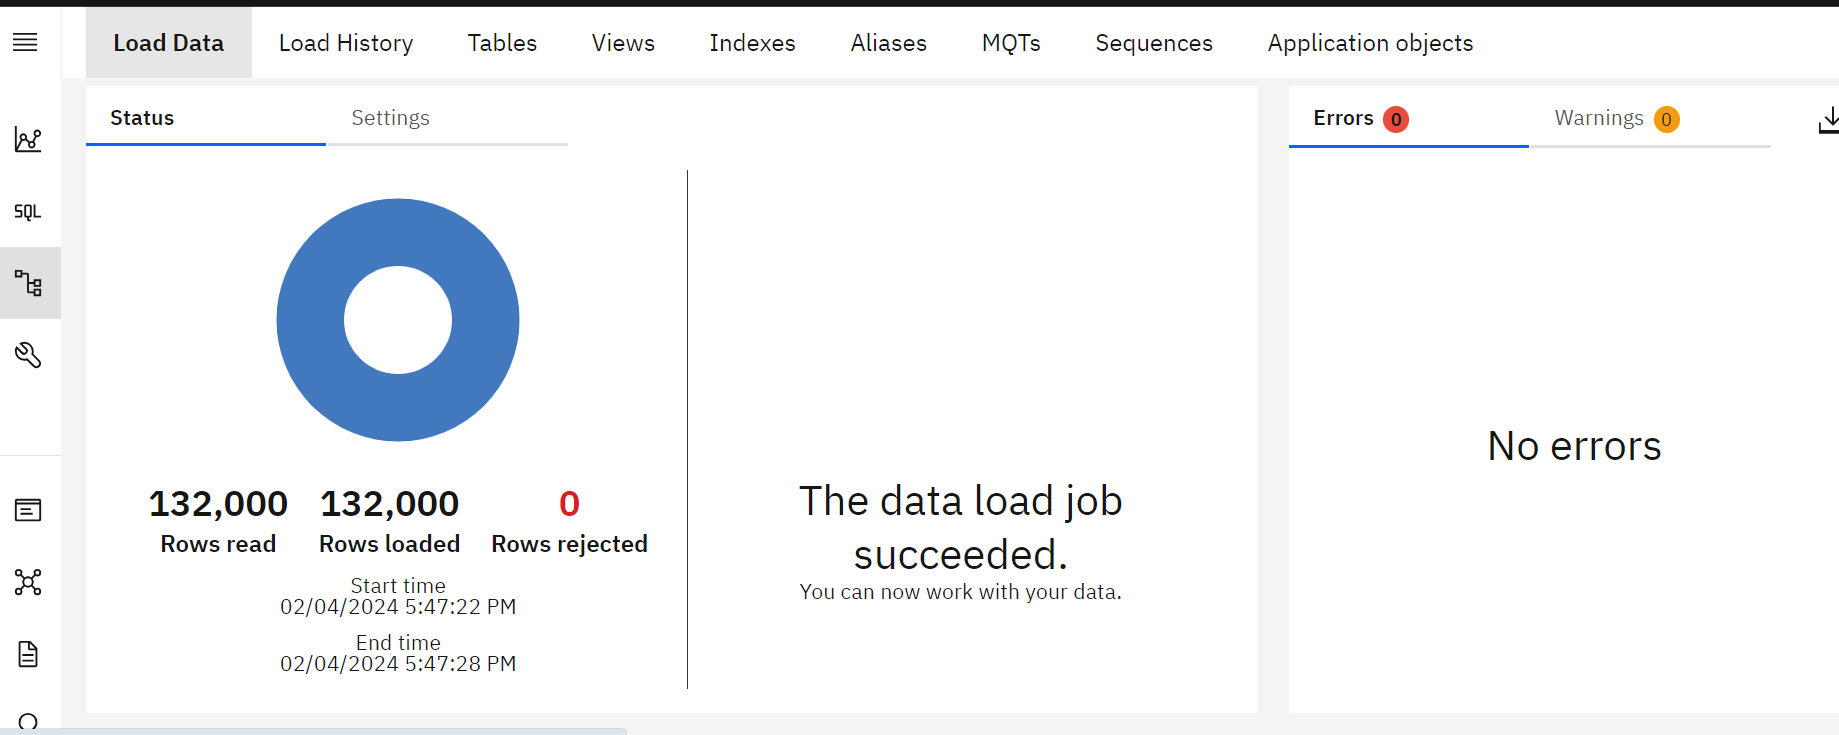 Load Data Load History Tables Views Indexes Aliases MQTs Sequences Application objects
Status Settings
Errors 0 Warnings 0
SQL
132,000 132,000 0
Rows read Rows loaded Rows rejected
Start time
02/04/2024 5:47:22 PM
End time
02/04/2024 5:47:28 PM
The data load job
succeeded.
You can now work with your data.
No errors